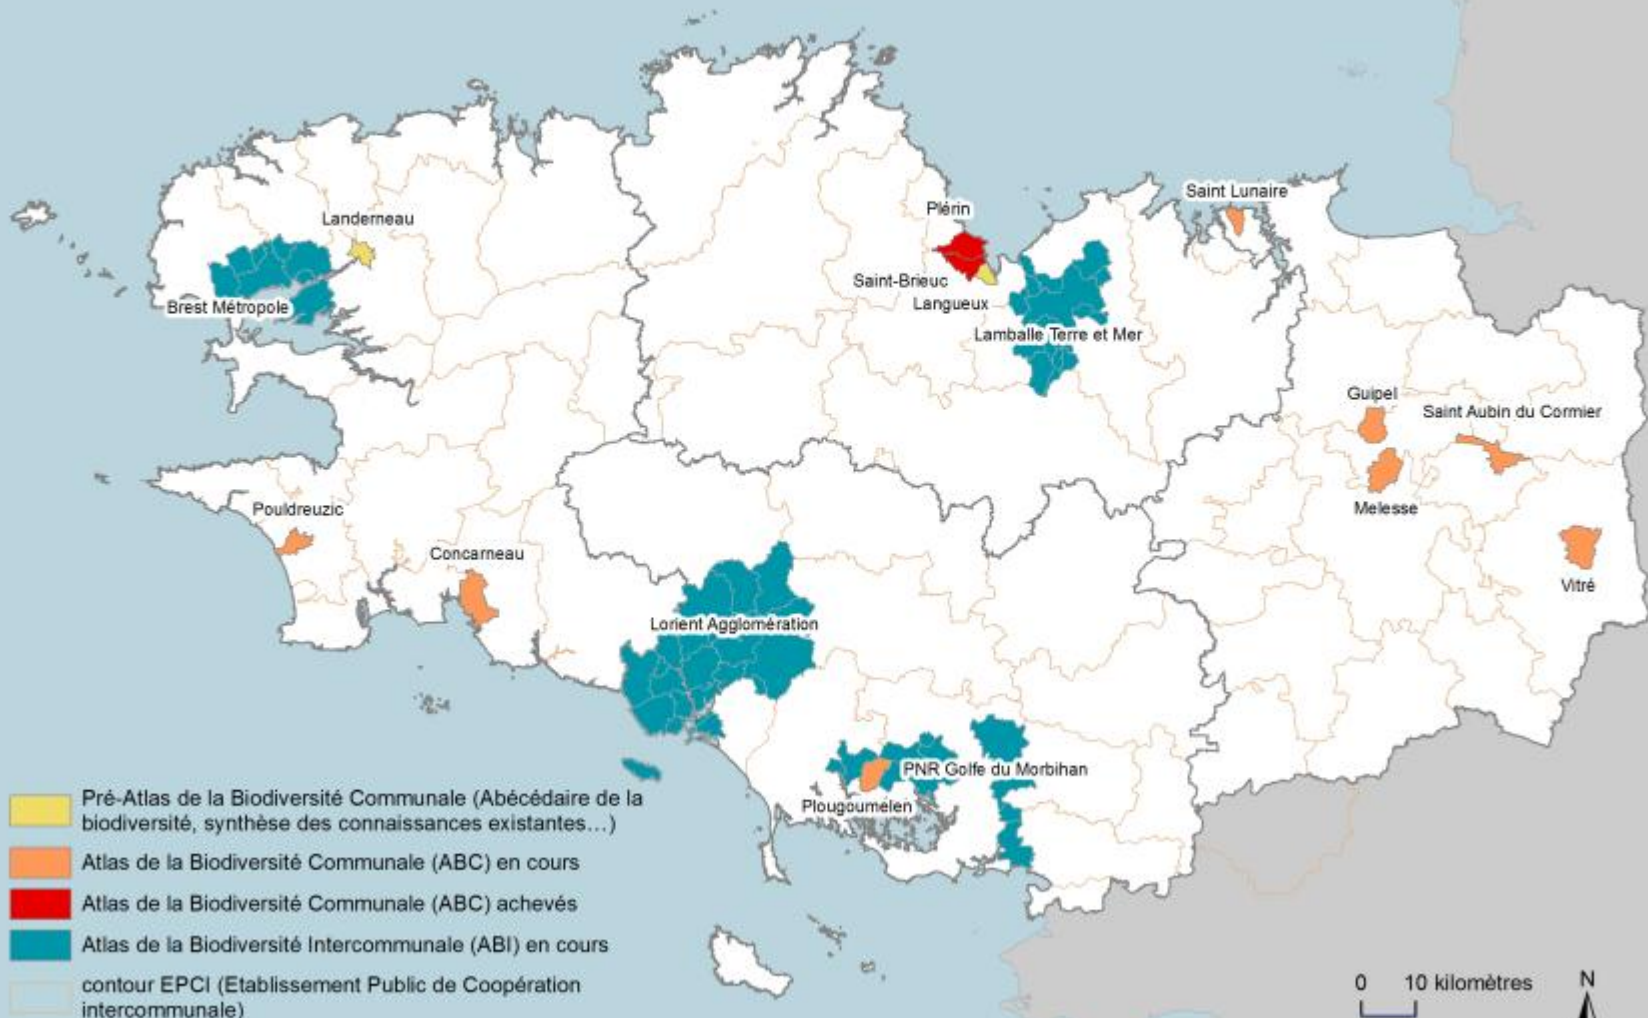 Saint Lunaire
Plérin
Landerneau
Saint-Brieuc
Langueux
Brest Métropole
Lamballe Terre et Mer
Guipel
Saint Aubin du Cormier
Melesse
Pouldreuzic
Concarneau
Vitré
Lorient Agglomération
PNR Golfe du Morbihan
Plougoumelen
Pré-Atlas de la Biodiversité Communale (Abécédaire de la
biodiversité, synthèse des connaissances existantes...)
Atlas de la Biodiversité Communale (ABC) en cours
Atlas de la Biodiversité Communale (ABC) achevés
Atlas de la Biodiversité Intercommunale (ABI) en cours
contour EPCI (Etablissement Public de Coopération
intercommunale)
0 10 kilomètres
N